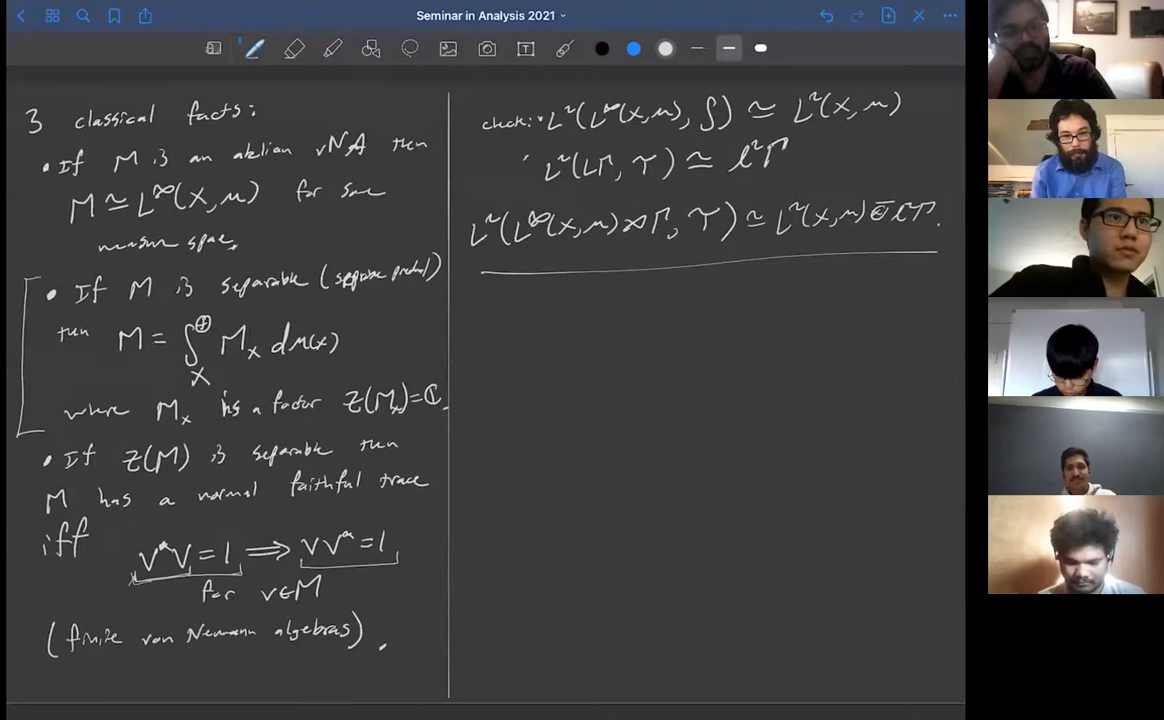 Seminar in Analysis 2021
3 classical facts:
• If M is an abelian vNA then
M ≃ L^∞(X, μ) for some
measure space.
• If M is separable (separable predual)
then M = ∫_X^⊕ M_x dμ(x)
where M_x is a factor Z(M_x) = ℂ.
• If Z(M) is separable then
M has a normal faithful trace
iff
v*v = 1 ⟹ vv* = 1
for v ∈ M
(finite von Neumann algebras).
check: • L²(L^∞(X, μ), ∫) ≃ L²(X, μ)
L²(LΓ, τ) ≃ ℓ²Γ
L²(L^∞(X, μ) ⋊ Γ, τ) ≃ L²(X, μ) ⊗̄ ℓ²Γ.